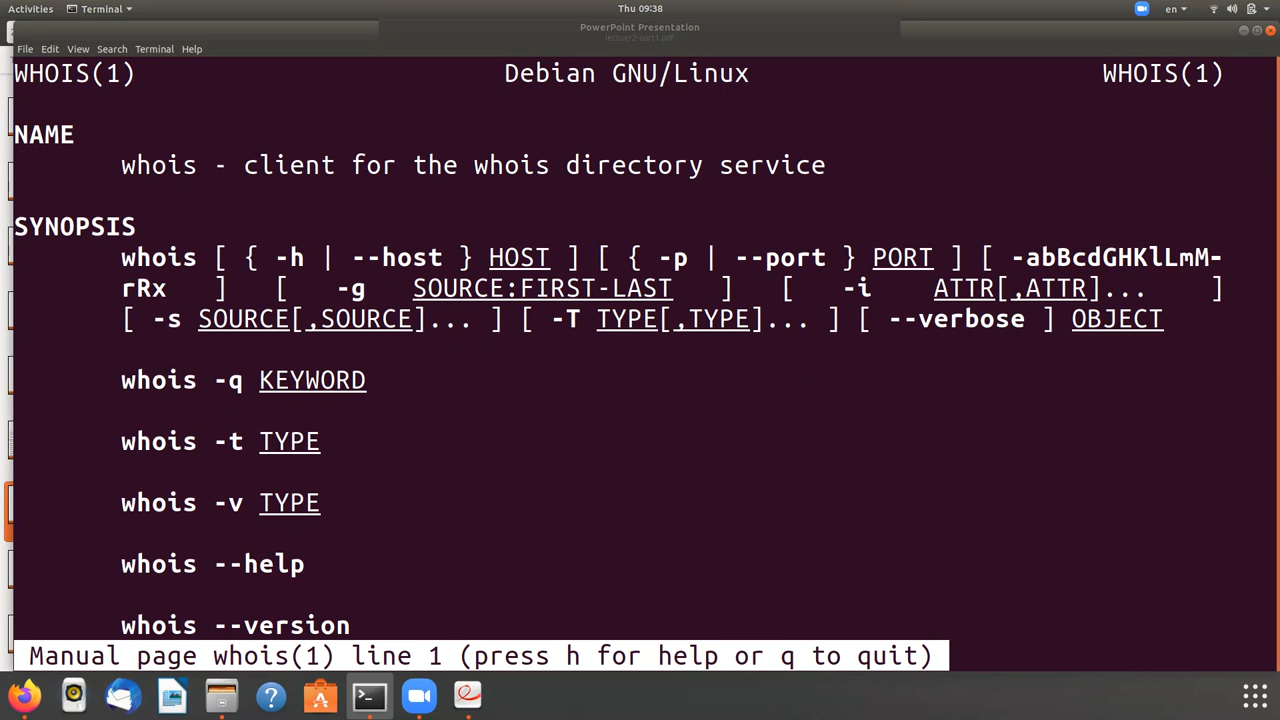 Activities Terminal Thu 09:38 en
PowerPoint Presentation
lectuer2-part1.pdf
File Edit View Search Terminal Help
WHOIS(1) Debian GNU/Linux WHOIS(1)
NAME
whois - client for the whois directory service
SYNOPSIS
whois [ { -h | --host } HOST ] [ { -p | --port } PORT ] [ -abBcdGHKlLmM-
rRx ] [ -g SOURCE:FIRST-LAST ] [ -i ATTR[,ATTR]... ]
[ -s SOURCE[,SOURCE]... ] [ -T TYPE[,TYPE]... ] [ --verbose ] OBJECT
whois -q KEYWORD
whois -t TYPE
whois -v TYPE
whois --help
whois --version
Manual page whois(1) line 1 (press h for help or q to quit)